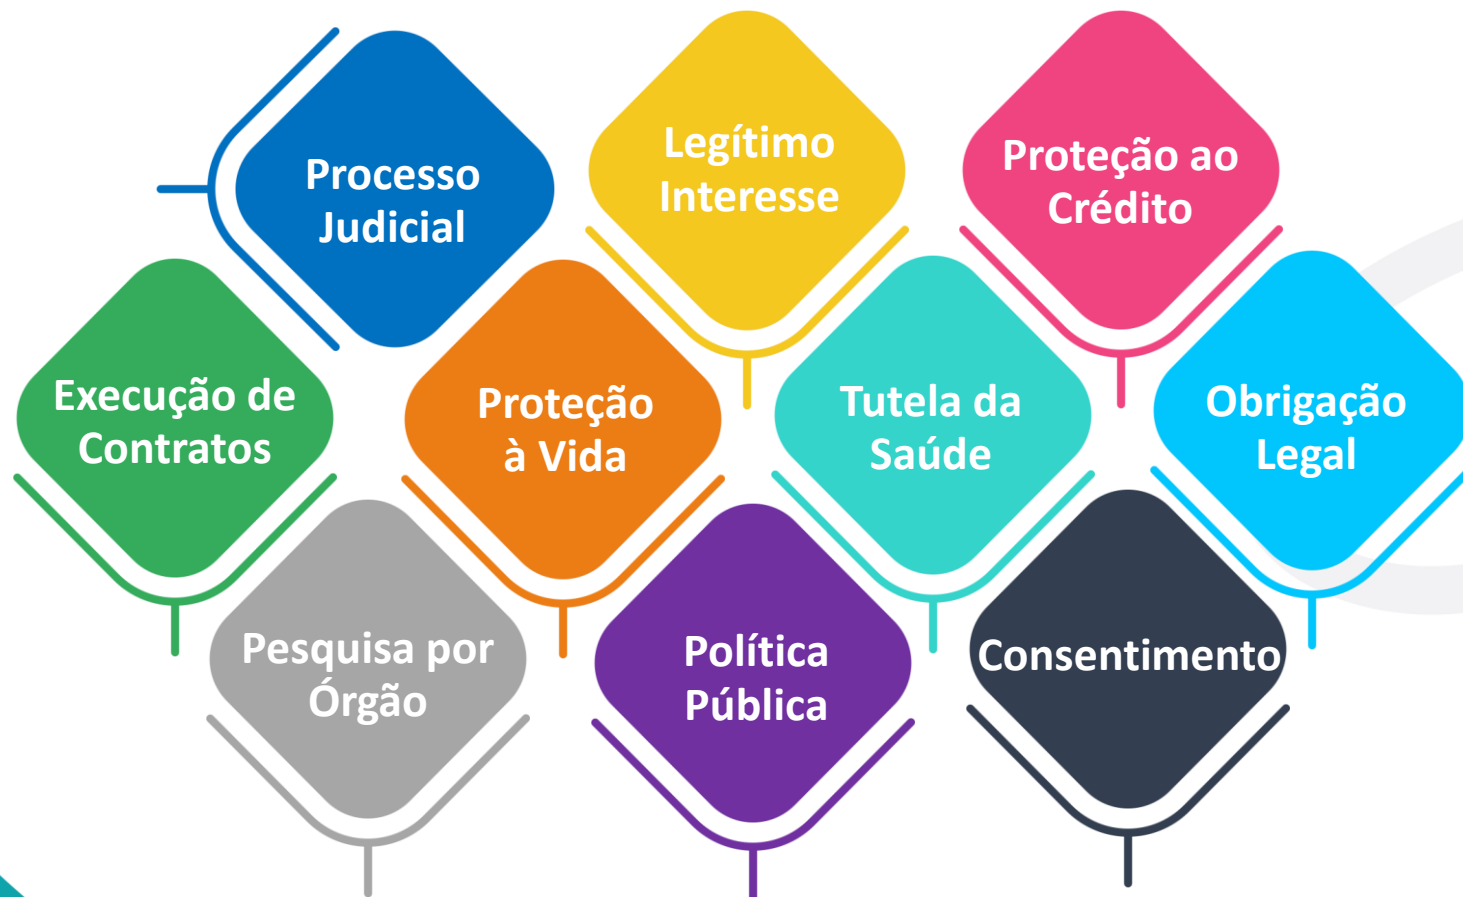 Processo
Judicial
Legítimo
Interesse
Proteção ao
Crédito
Execução de
Contratos
Proteção
à Vida
Tutela da
Saúde
Obrigação
Legal
Pesquisa por
Órgão
Política
Pública
Consentimento